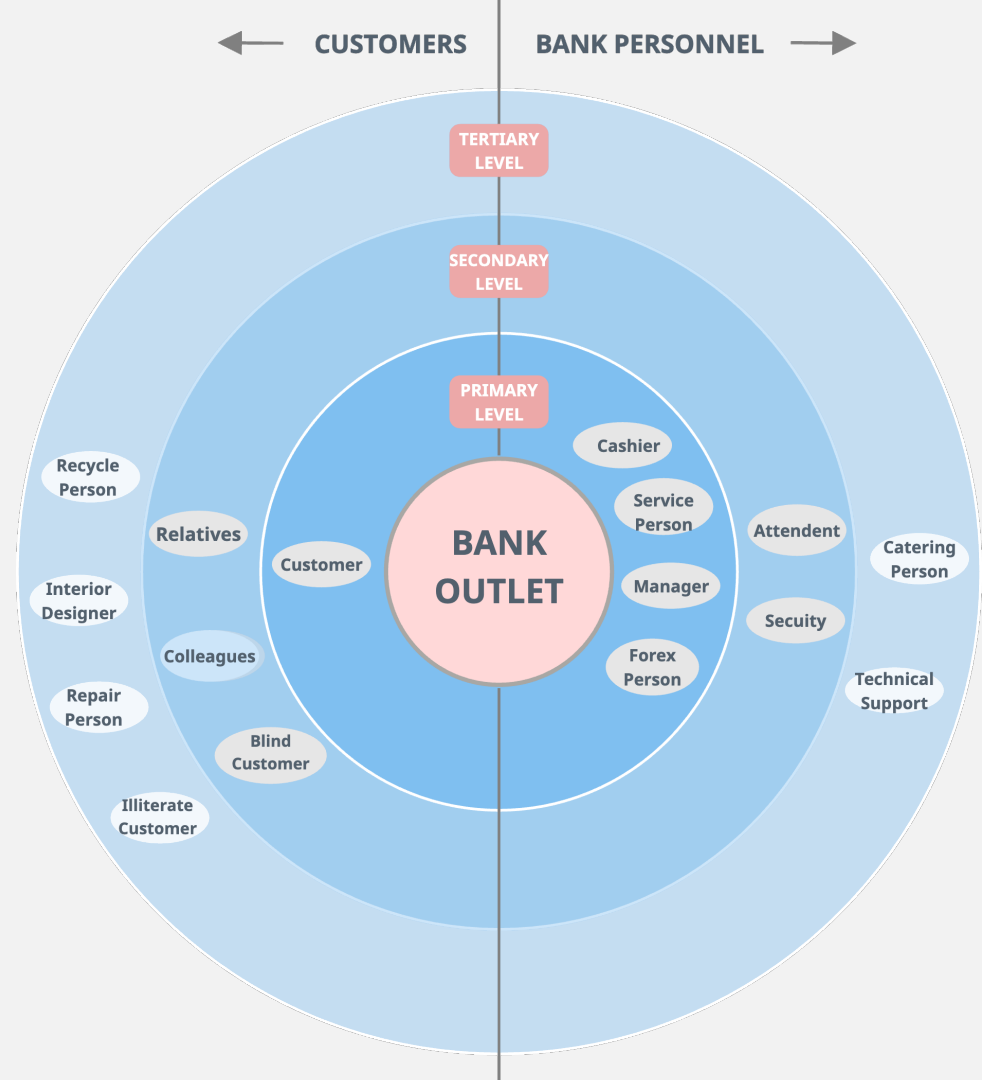 CUSTOMERS
BANK PERSONNEL
TERTIARY
LEVEL
SECONDARY
LEVEL
PRIMARY
LEVEL
BANK
OUTLET
Recycle
Person
Interior
Designer
Repair
Person
Illiterate
Customer
Relatives
Colleagues
Blind
Customer
Customer
Cashier
Service
Person
Manager
Forex
Person
Attendent
Secuity
Catering
Person
Technical
Support